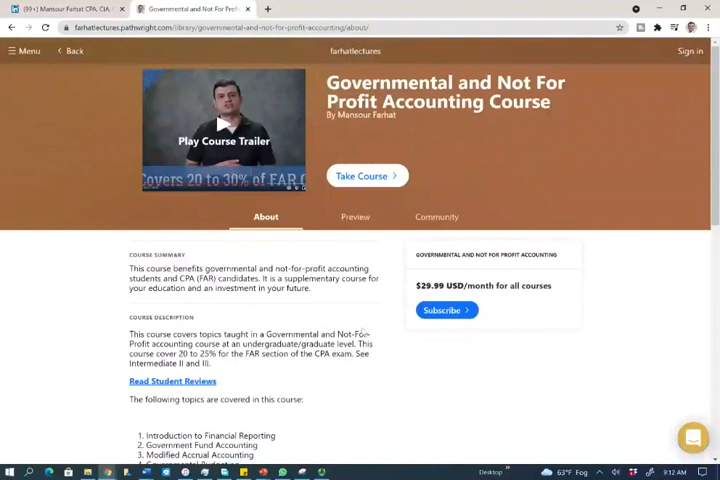 (99+) Mansour Farhat CPA, CIA,
Governmental and Not For Prof
farhatlectures.pathwright.com/library/governmental-and-not-for-profit-accounting/about/
Menu
Back
farhatlectures
Sign in
Play Course Trailer
Covers 20 to 30% of FAR
Governmental and Not For
Profit Accounting Course
By Mansour Farhat
Take Course
About
Preview
Community
COURSE SUMMARY
This course benefits governmental and not-for-profit accounting
students and CPA (FAR) candidates. It is a supplementary course for
your education and an investment in your future.
COURSE DESCRIPTION
This course covers topics taught in a Governmental and Not-For-
Profit accounting course at an undergraduate/graduate level. This
course cover 20 to 25% for the FAR section of the CPA exam. See
Intermediate II and III.
Read Student Reviews
The following topics are covered in this course:
1. Introduction to Financial Reporting
2. Government Fund Accounting
3. Modified Accrual Accounting
GOVERNMENTAL AND NOT FOR PROFIT ACCOUNTING
$29.99 USD/month for all courses
Subscribe
Desktop
63°F Fog
9:12 AM